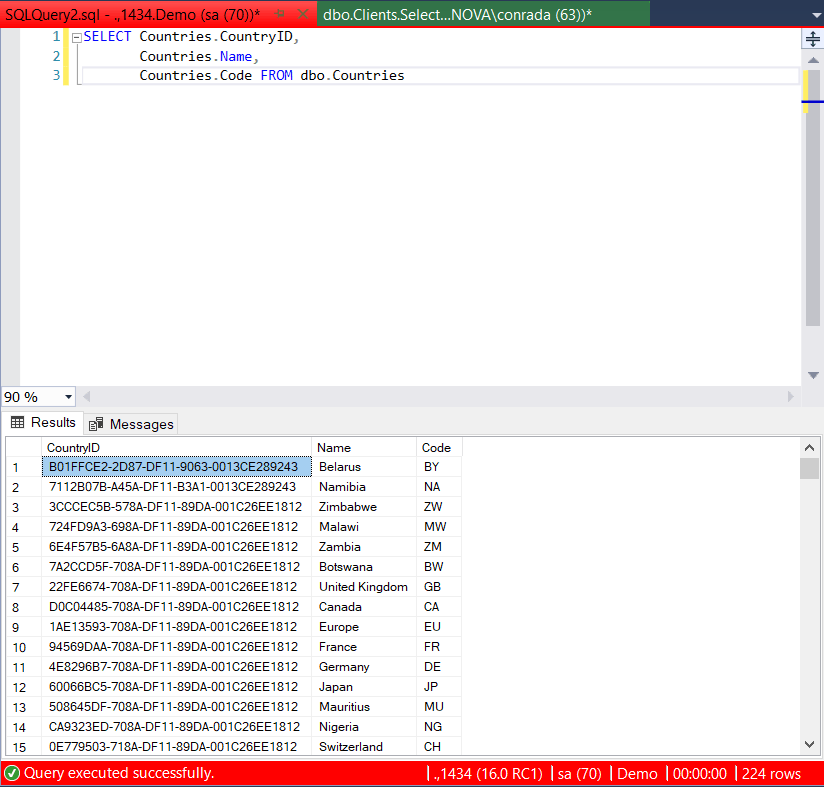 SQLQuery2.sql - .,1434.Demo (sa (70))* dbo.Clients.Select...NOVA\conrada (63))*
1 SELECT Countries.CountryID,
2 Countries.Name,
3 Countries.Code FROM dbo.Countries
90 %
Results Messages
CountryID Name Code
1 B01FFCE2-2D87-DF11-9063-0013CE289243 Belarus BY
2 7112B07B-A45A-DF11-B3A1-0013CE289243 Namibia NA
3 3CCCEC5B-578A-DF11-89DA-001C26EE1812 Zimbabwe ZW
4 724FD9A3-698A-DF11-89DA-001C26EE1812 Malawi MW
5 6E4F57B5-6A8A-DF11-89DA-001C26EE1812 Zambia ZM
6 7A2CCD5F-708A-DF11-89DA-001C26EE1812 Botswana BW
7 22FE6674-708A-DF11-89DA-001C26EE1812 United Kingdom GB
8 D0C04485-708A-DF11-89DA-001C26EE1812 Canada CA
9 1AE13593-708A-DF11-89DA-001C26EE1812 Europe EU
10 94569DAA-708A-DF11-89DA-001C26EE1812 France FR
11 4E8296B7-708A-DF11-89DA-001C26EE1812 Germany DE
12 60066BC5-708A-DF11-89DA-001C26EE1812 Japan JP
13 508645DF-708A-DF11-89DA-001C26EE1812 Mauritius MU
14 CA9323ED-708A-DF11-89DA-001C26EE1812 Nigeria NG
15 0E779503-718A-DF11-89DA-001C26EE1812 Switzerland CH
Query executed successfully. .,1434 (16.0 RC1) sa (70) Demo 00:00:00 224 rows